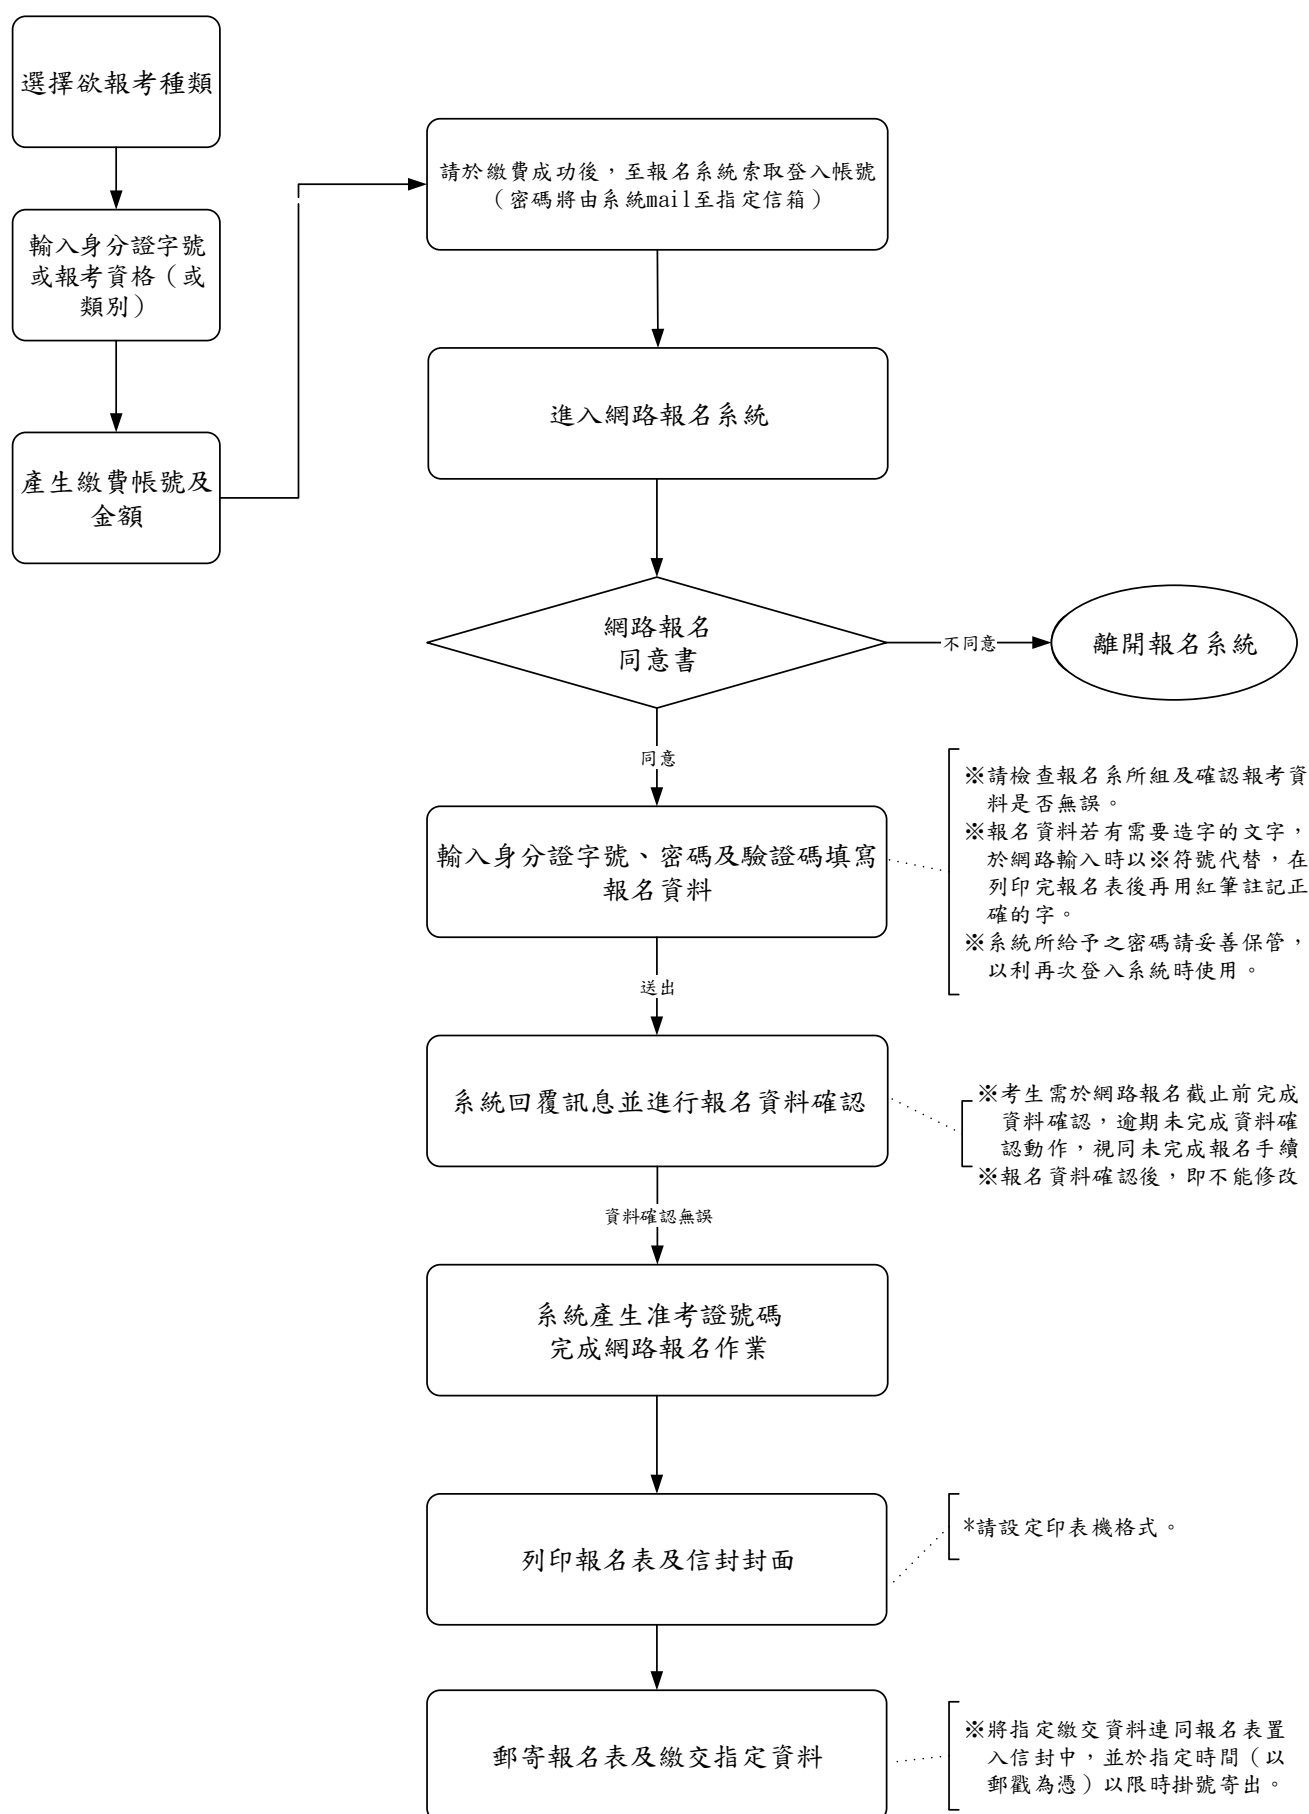 選擇欲報考種類
輸入身分證字號
或報考資格（或
類別）
產生繳費帳號及
金額
請於繳費成功後，至報名系統索取登入帳號
（密碼將由系統mail至指定信箱）
進入網路報名系統
網路報名
同意書
不同意
離開報名系統
同意
輸入身分證字號、密碼及驗證碼填寫
報名資料
※請檢查報名系所組及確認報考資
料是否無誤。
※報名資料若有需要造字的文字，
於網路輸入時以※符號代替，在
列印完報名表後再用紅筆註記正
確的字。
※系統所給予之密碼請妥善保管，
以利再次登入系統時使用。
送出
系統回覆訊息並進行報名資料確認
※考生需於網路報名截止前完成
資料確認，逾期未完成資料確
認動作，視同未完成報名手續
※報名資料確認後，即不能修改
資料確認無誤
系統產生准考證號碼
完成網路報名作業
列印報名表及信封封面
*請設定印表機格式。
郵寄報名表及繳交指定資料
※將指定繳交資料連同報名表置
入信封中，並於指定時間（以
郵戳為憑）以限時掛號寄出。